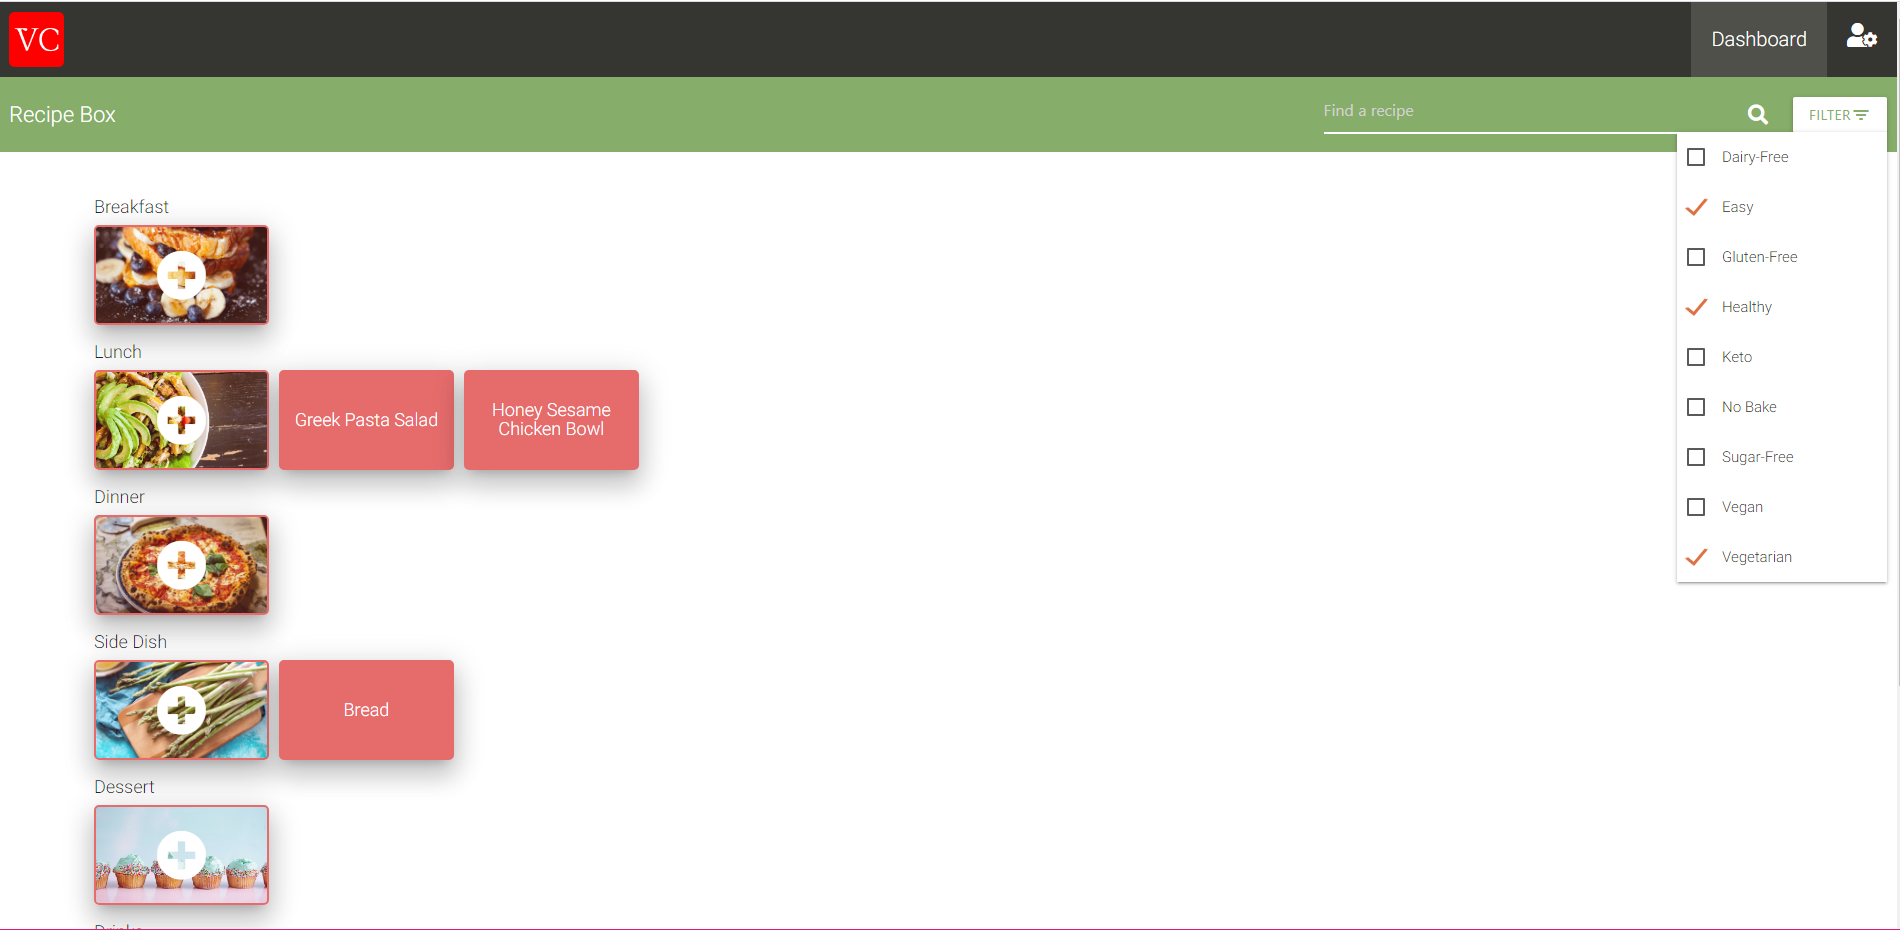 VC
Dashboard
Recipe Box
Find a recipe
FILTER
Dairy-Free
Easy
Gluten-Free
Healthy
Keto
No Bake
Sugar-Free
Vegan
Vegetarian
Breakfast
Lunch
Greek Pasta Salad
Honey Sesame
Chicken Bowl
Dinner
Side Dish
Bread
Dessert
Drinks